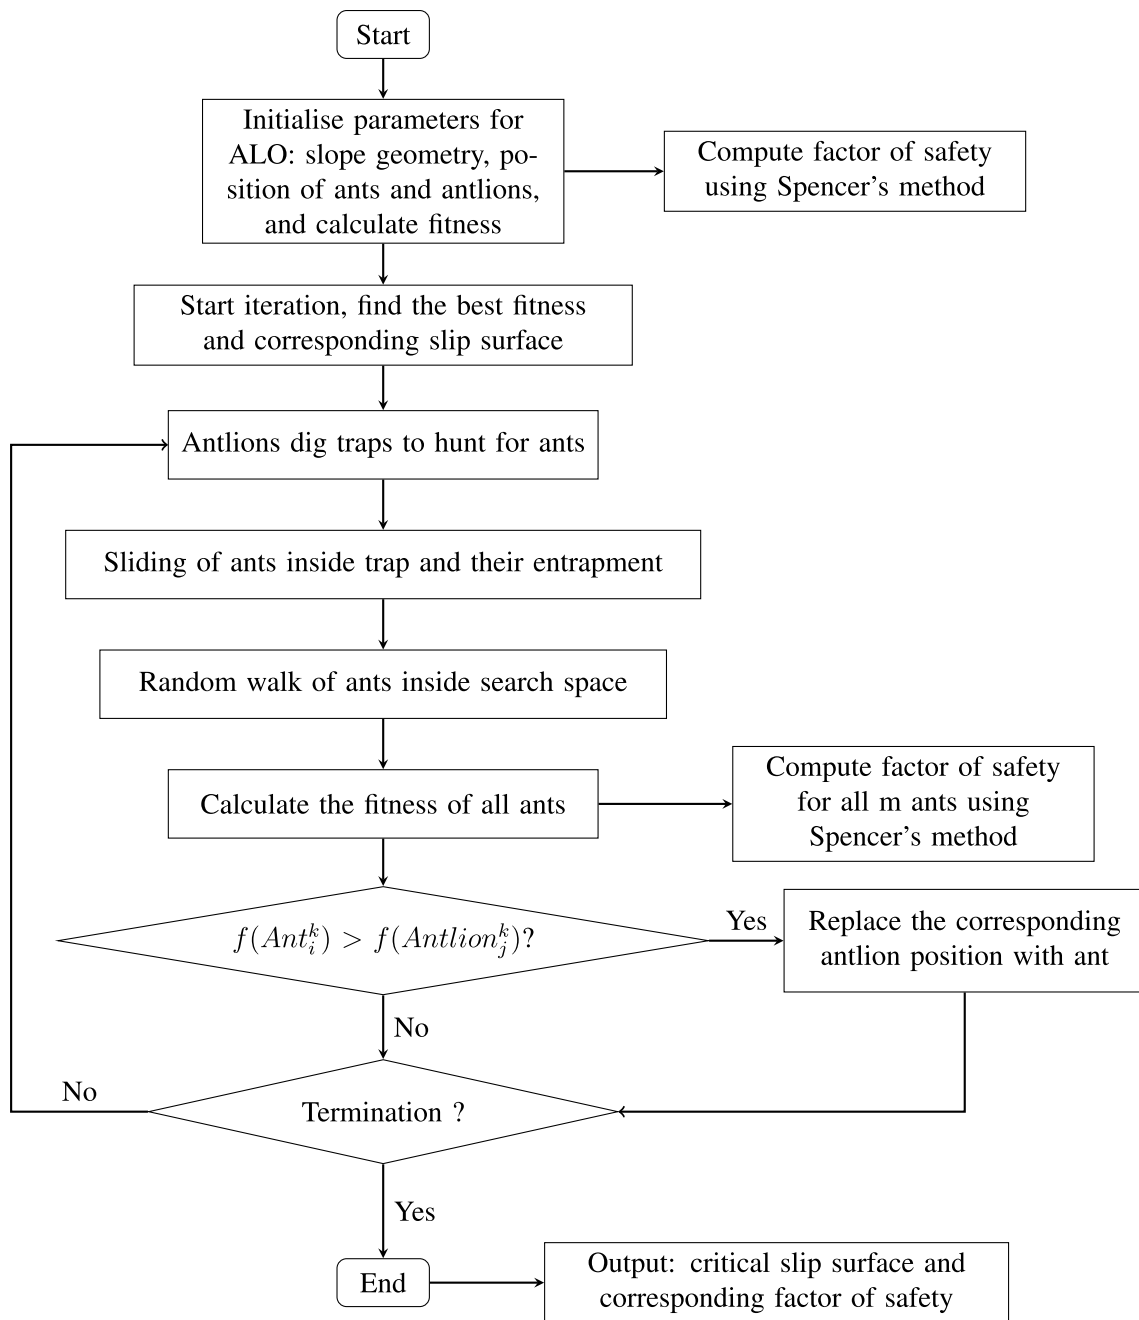 Start
Initialise parameters for
ALO: slope geometry, po-
sition of ants and antlions,
and calculate fitness
Compute factor of safety
using Spencer's method
Start iteration, find the best fitness
and corresponding slip surface
Antlions dig traps to hunt for ants
Sliding of ants inside trap and their entrapment
Random walk of ants inside search space
Calculate the fitness of all ants
Compute factor of safety
for all m ants using
Spencer's method
f(Ant_i^k) > f(Antlion_j^k)?
Yes
Replace the corresponding
antlion position with ant
No
No
Termination ?
Yes
End
Output: critical slip surface and
corresponding factor of safety